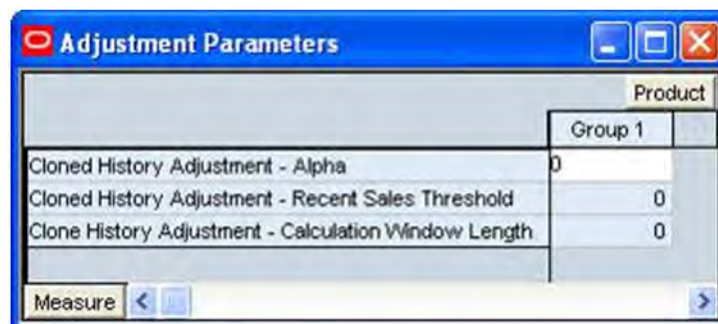 Adjustment Parameters
Product
Group 1
Cloned History Adjustment - Alpha 0
Cloned History Adjustment - Recent Sales Threshold 0
Clone History Adjustment - Calculation Window Length 0
Measure